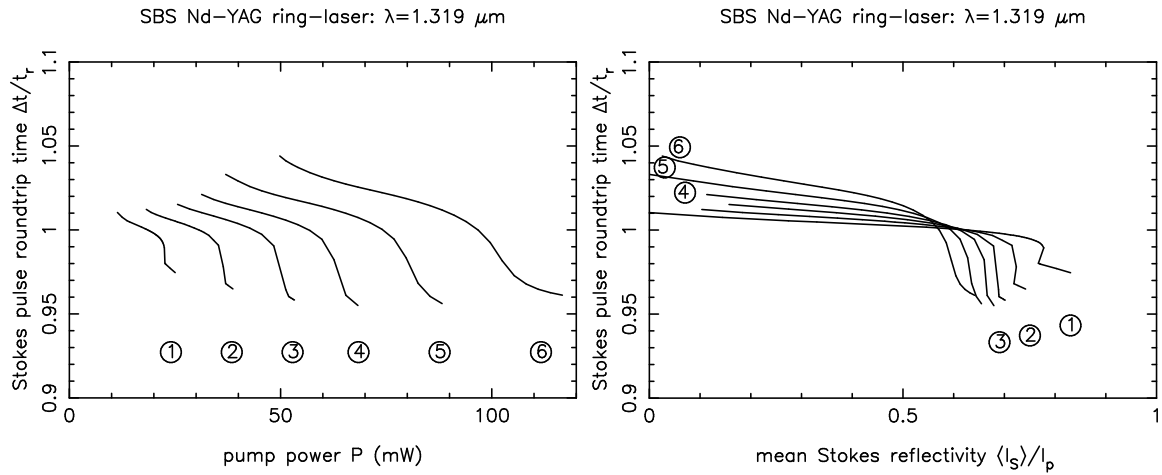 SBS Nd-YAG ring-laser: λ=1.319 μm
Stokes pulse roundtrip time Δt/tᵣ
1.1
1.05
1
0.95
0.9
1 2 3 4 5 6
0 50 100
pump power P (mW)
SBS Nd-YAG ring-laser: λ=1.319 μm
Stokes pulse roundtrip time Δt/tᵣ
1.1
1.05
1
0.95
0.9
6
5
4
1
2
3
0 0.5 1
mean Stokes reflectivity ⟨I_S⟩/I_p